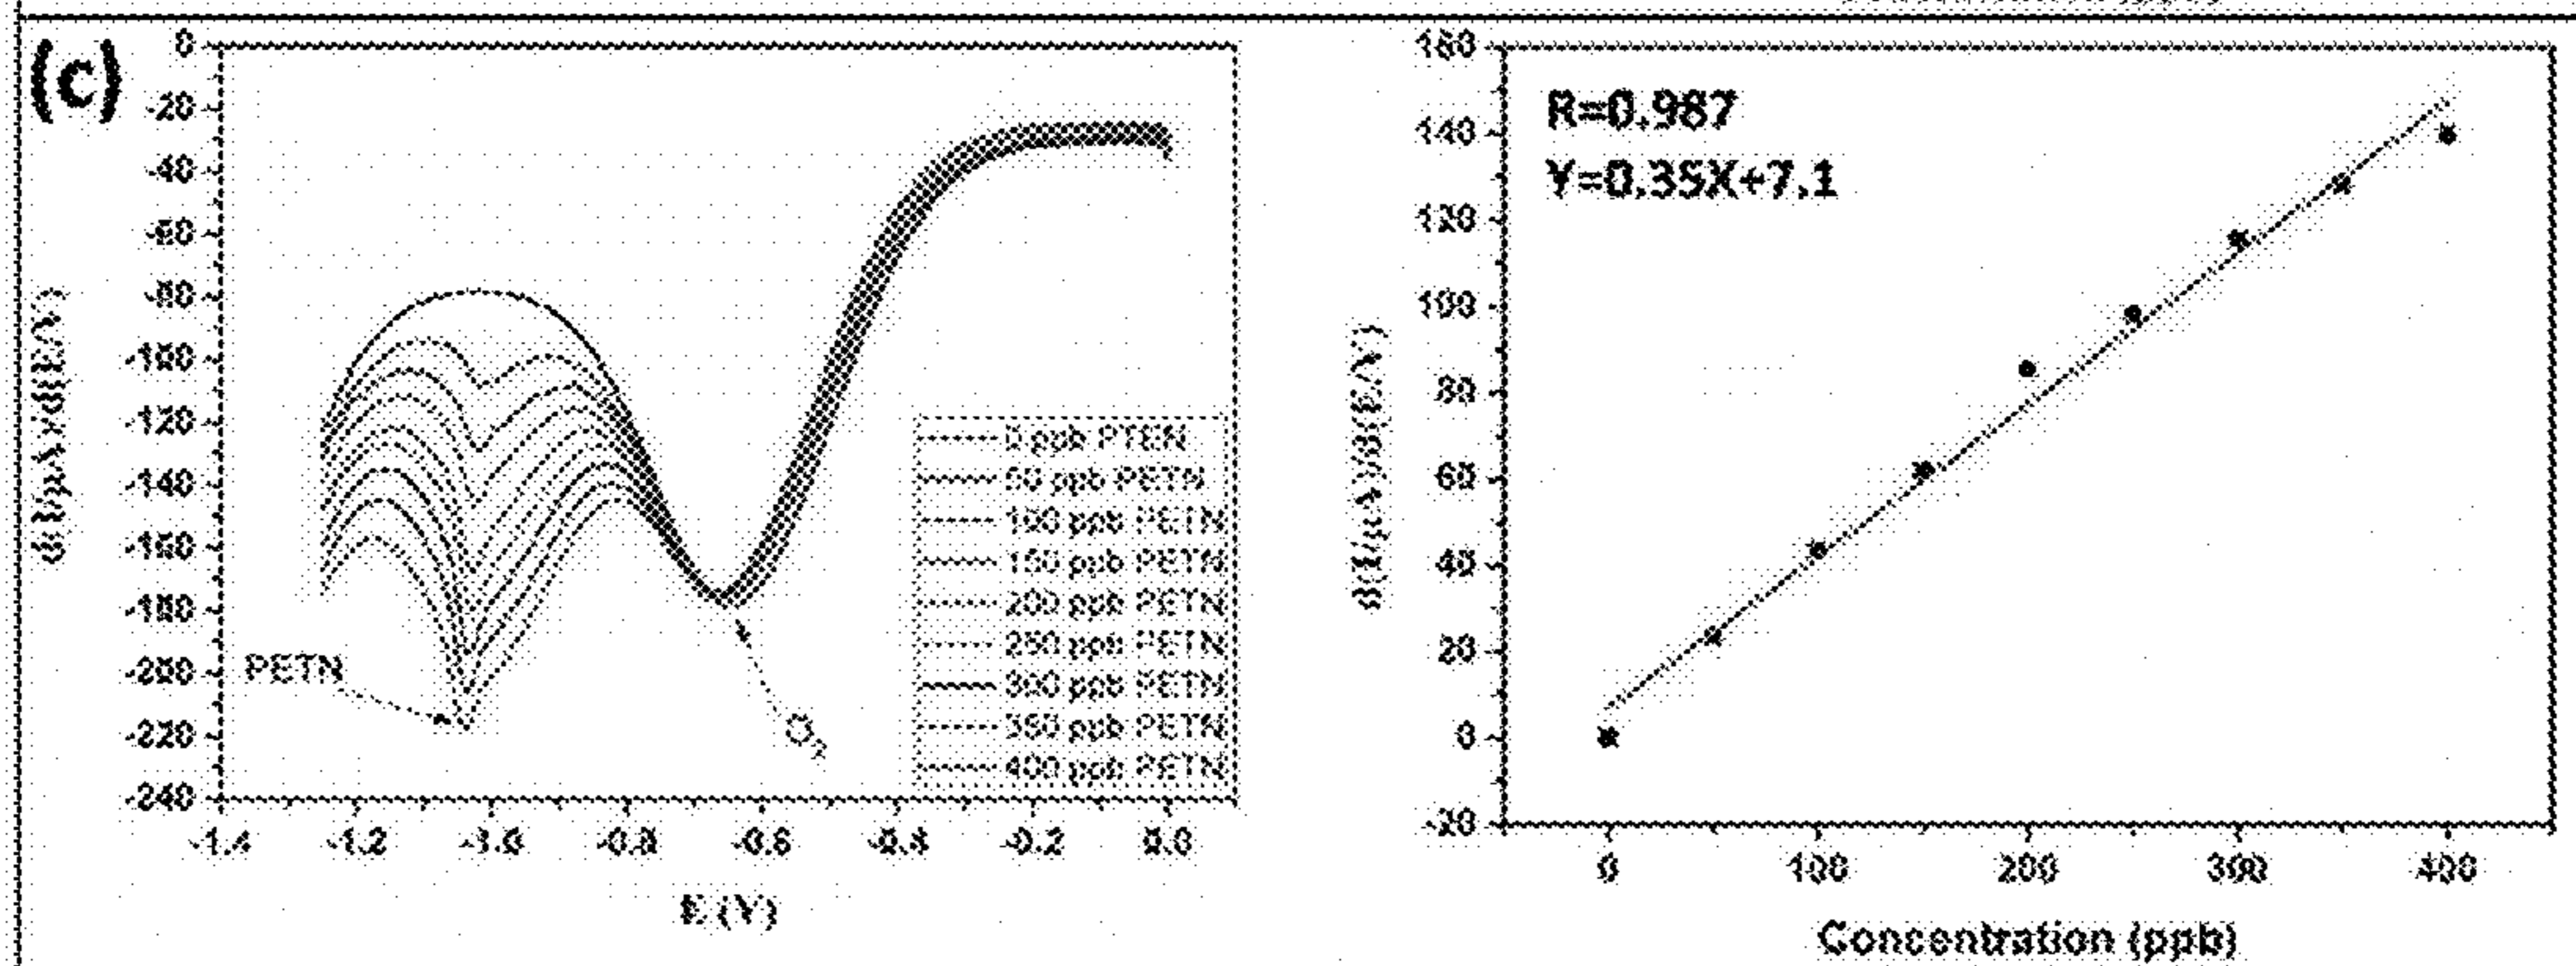 (c)
0
-20
-40
-60
-80
-100
-120
-140
-160
-180
-200
-220
-240
-1.4 -1.2 -1.0 -0.8 -0.6 -0.4 -0.2 0.0
E (V)
PETN
O2
0 ppb PTEN
50 ppb PETN
100 ppb PETN
150 ppb PETN
200 ppb PETN
250 ppb PETN
300 ppb PETN
350 ppb PETN
400 ppb PETN
R=0.987
Y=0.35X+7.1
160
140
120
100
80
60
40
20
0
-20
d(I/μA)/d(E/V)
0 100 200 300 400
Concentration (ppb)